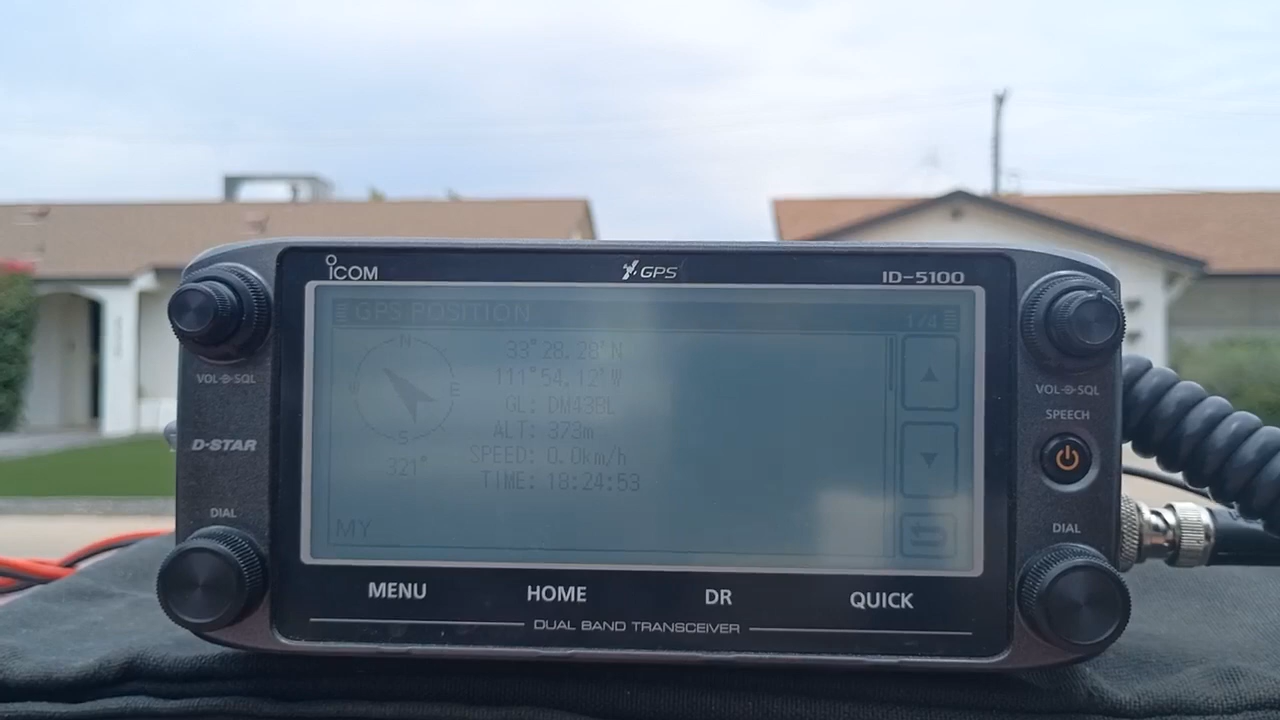 ICOM
GPS
ID-5100
GPS POSITION
1/4
N
E
S
33°28.28'N
111°54.12'W
GL: DM43BL
ALT: 373m
SPEED: 0.0km/h
TIME: 18:24:53
321°
MY
VOL SQL
D-STAR
DIAL
VOL SQL
SPEECH
DIAL
MENU
HOME
DR
QUICK
DUAL BAND TRANSCEIVER